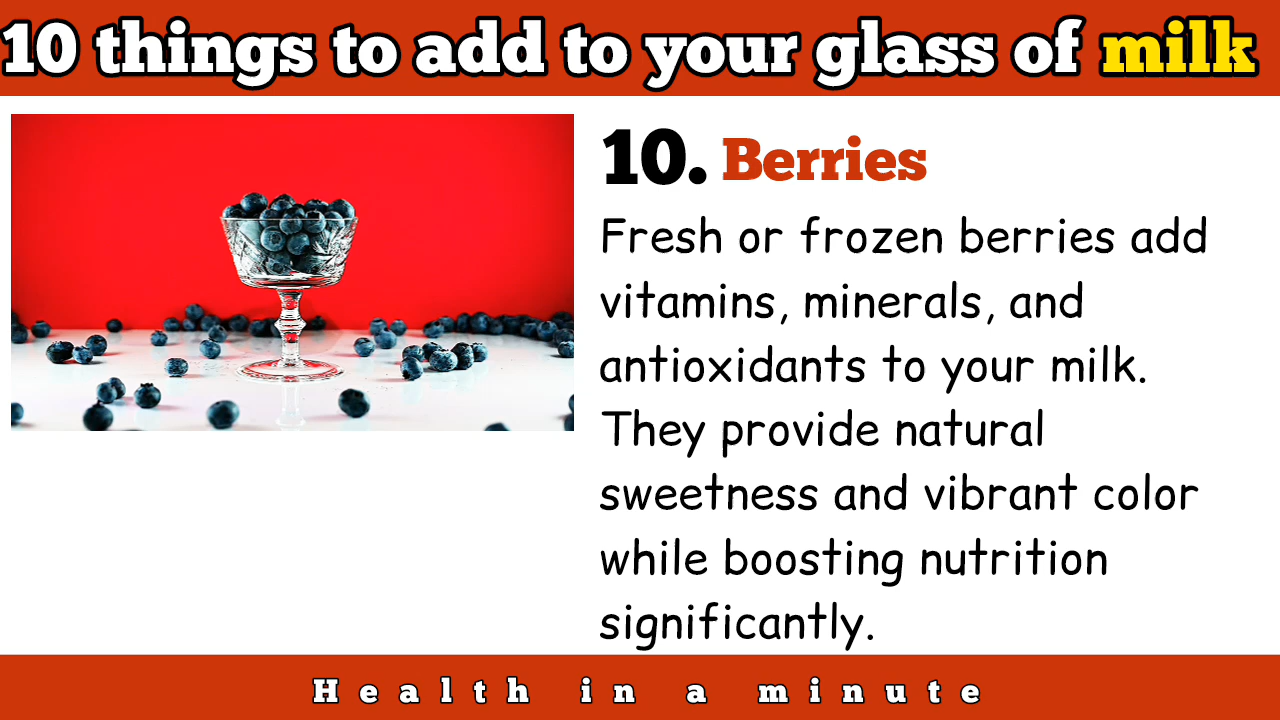 10 things to add to your glass of milk
10. Berries
Fresh or frozen berries add
vitamins, minerals, and
antioxidants to your milk.
They provide natural
sweetness and vibrant color
while boosting nutrition
significantly.
Health in a minute